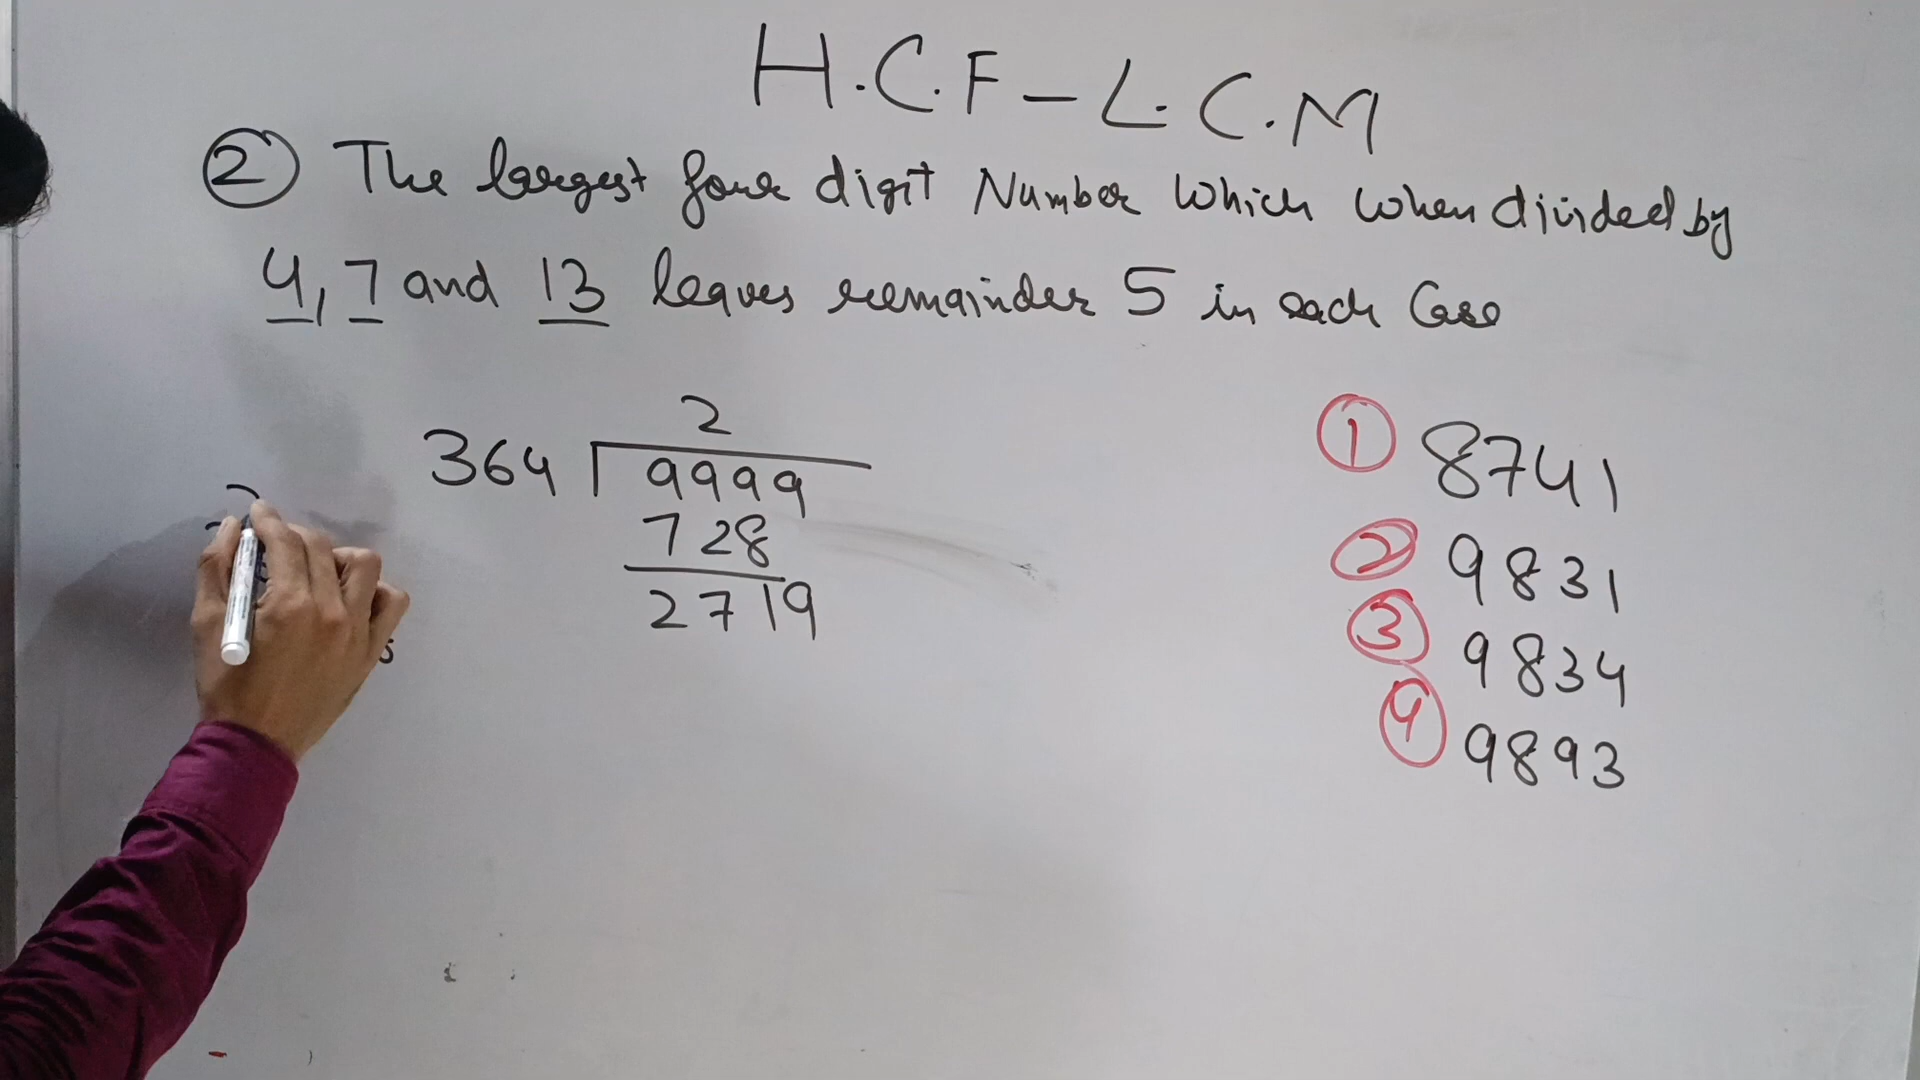 H.C.F - L.C.M
② The largest four digit Number which when divided by
4, 7 and 13 leaves remainder 5 in each Case
2
364 9999
728
2719
① 8741
② 9831
③ 9834
④ 9893